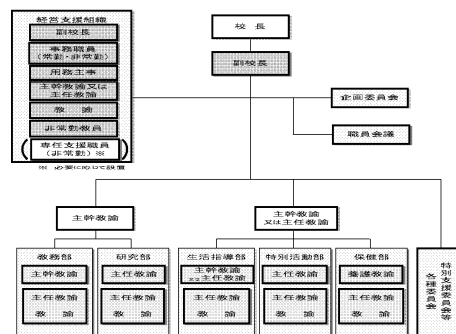 経営支援組織
副校長
事務職員
(常勤・非常勤)
用務主事
主幹教諭又は
主任教諭
教 諭
非常勤教員
専任支援職員
(非常勤)※
※ 必要に応じて設置
校 長
副校長
企画委員会
職員会議
主幹教諭
主幹教諭
又は主任教諭
教務部
主幹教諭
主任教諭
教 諭
研究部
主任教諭
主任教諭
教 諭
生活指導部
主幹教諭
又は主任教諭
主任教諭
教 諭
特別活動部
主任教諭
主任教諭
教 諭
保健部
養護教諭
主任教諭
教 諭
特別支援委員会等
各種委員会